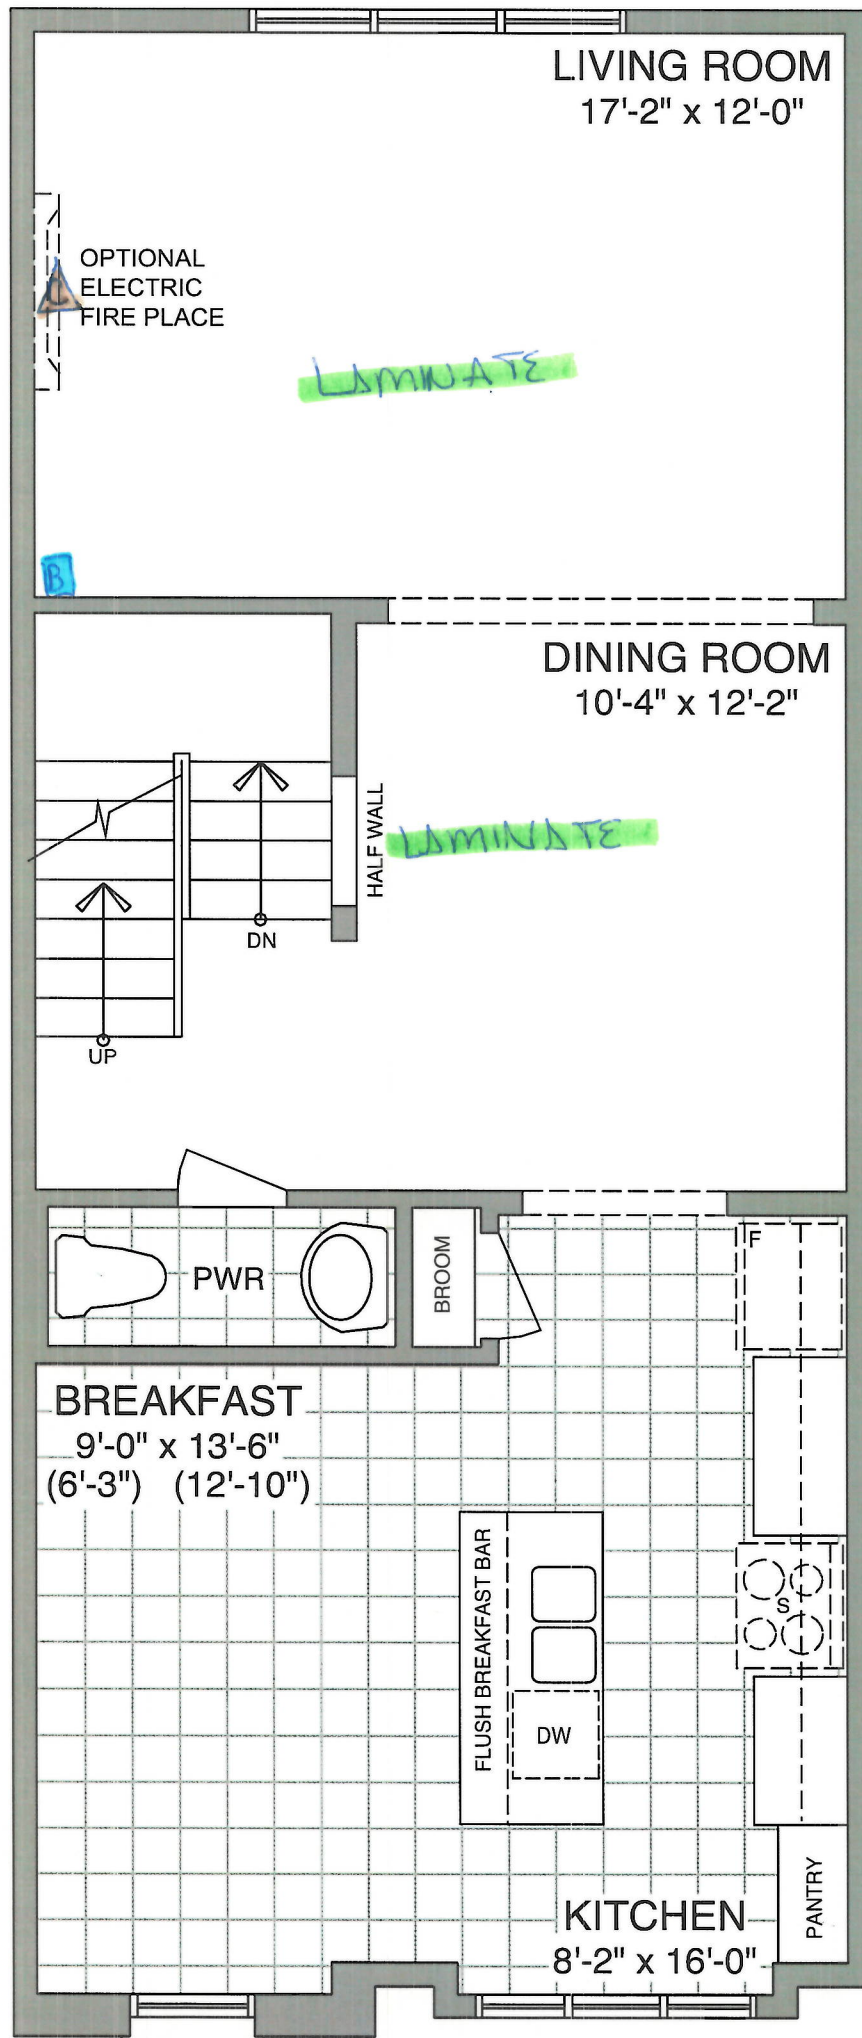 LIVING ROOM
17'-2" x 12'-0"
OPTIONAL
ELECTRIC
FIRE PLACE
C
LAMINATE
B
DINING ROOM
10'-4" x 12'-2"
HALF WALL
LAMINATE
DN
UP
PWR
BROOM
F
BREAKFAST
9'-0" x 13'-6"
(6'-3") (12'-10")
FLUSH BREAKFAST BAR
S
DW
PANTRY
KITCHEN
8'-2" x 16'-0"